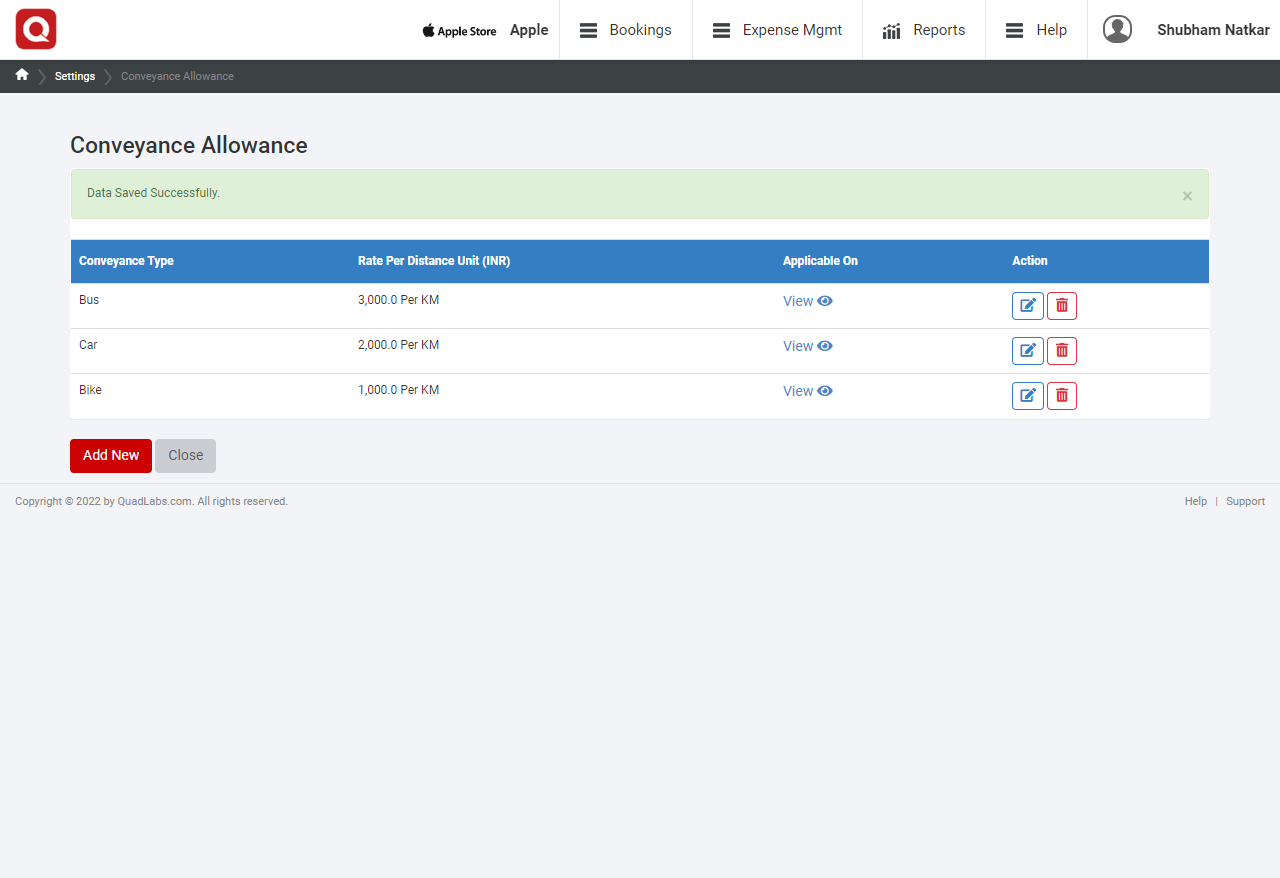 Apple Store Apple Bookings Expense Mgmt Reports Help Shubham Natkar
Settings Conveyance Allowance
Conveyance Allowance
Data Saved Successfully. ×
Conveyance Type Rate Per Distance Unit (INR) Applicable On Action
Bus 3,000.0 Per KM View
Car 2,000.0 Per KM View
Bike 1,000.0 Per KM View
Add New Close
Copyright © 2022 by QuadLabs.com. All rights reserved. Help | Support